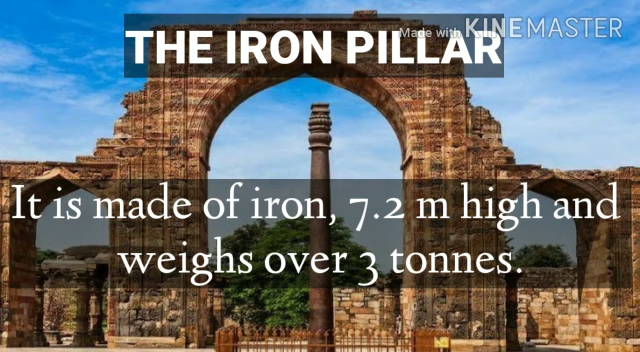 THE IRON PILLAR
Made with KINEMASTER
It is made of iron, 7.2 m high and
weighs over 3 tonnes.